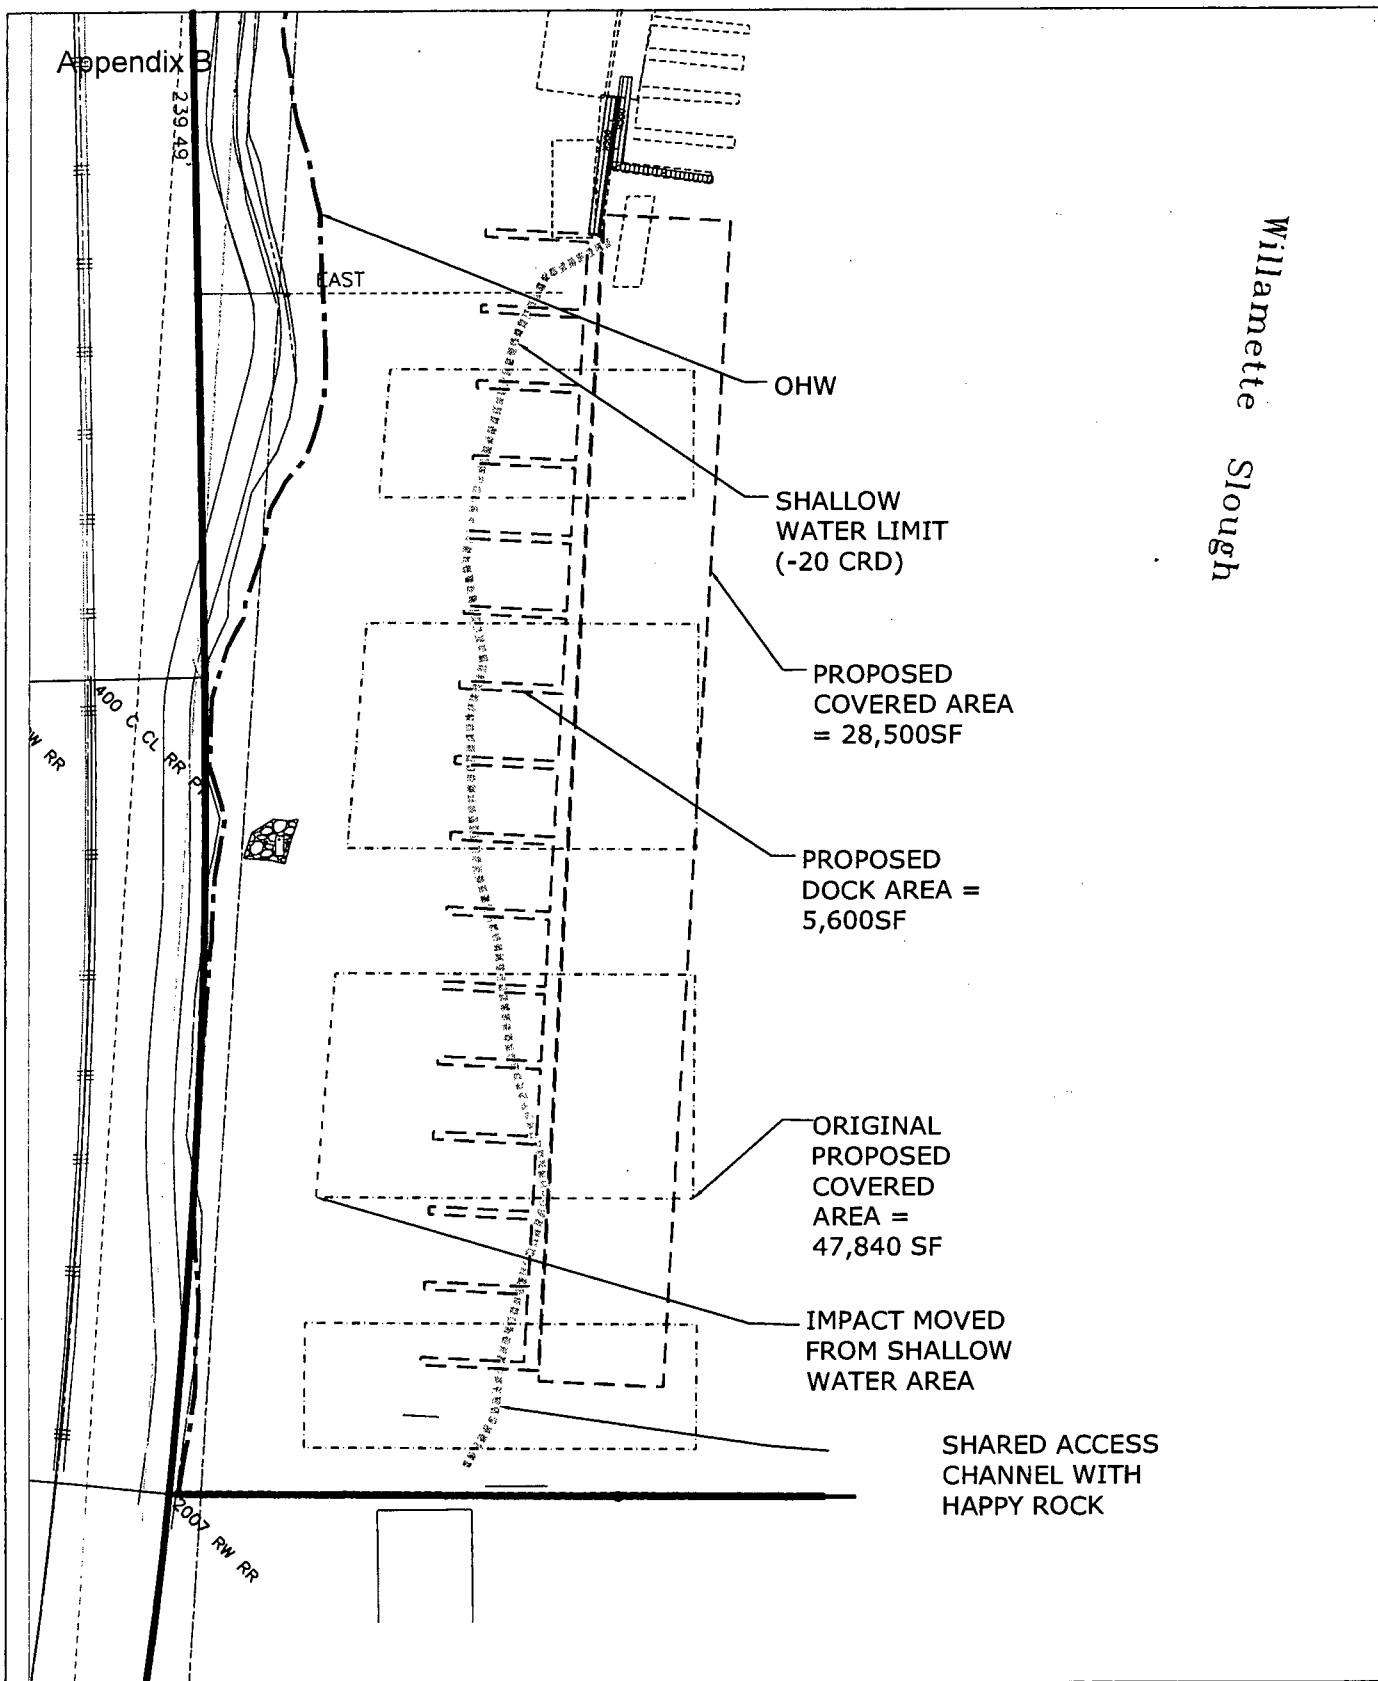 Appendix B
239.49'
EAST
Willamette Slough
OHW
SHALLOW
WATER LIMIT
(-20 CRD)
PROPOSED
COVERED AREA
= 28,500SF
400 C CL RR
RW RR
PROPOSED
DOCK AREA =
5,600SF
ORIGINAL
PROPOSED
COVERED
AREA =
47,840 SF
IMPACT MOVED
FROM SHALLOW
WATER AREA
SHARED ACCESS
CHANNEL WITH
HAPPY ROCK
2007 RW RR